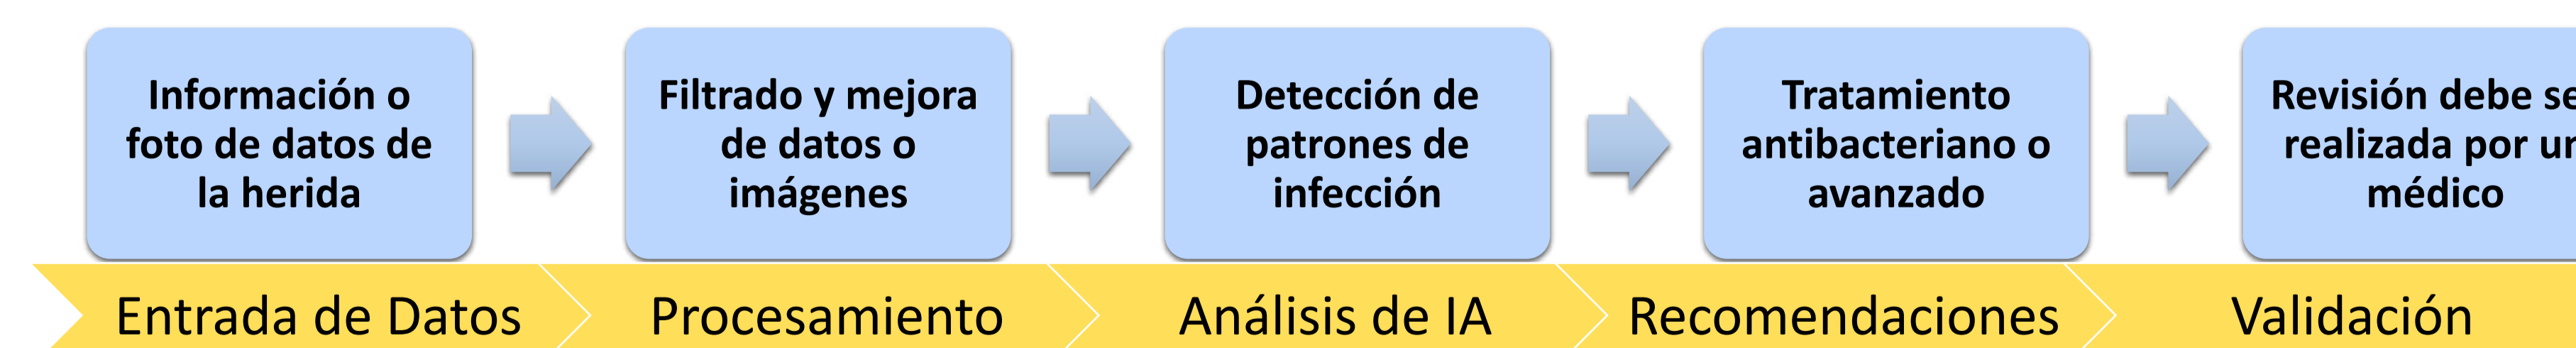 Información o
foto de datos de
la herida
Filtrado y mejora
de datos o
imágenes
Detección de
patrones de
infección
Tratamiento
antibacteriano o
avanzado
Revisión debe se
realizada por un
médico
Entrada de Datos
Procesamiento
Análisis de IA
Recomendaciones
Validación